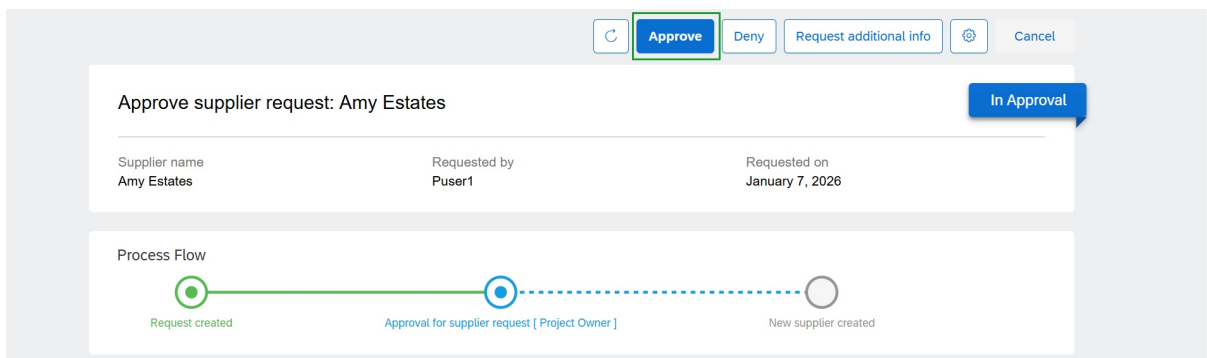 Approve Deny Request additional info Cancel
Approve supplier request: Amy Estates
In Approval
Supplier name Requested by Requested on
Amy Estates Puser1 January 7, 2026
Process Flow
Request created Approval for supplier request [ Project Owner ] New supplier created